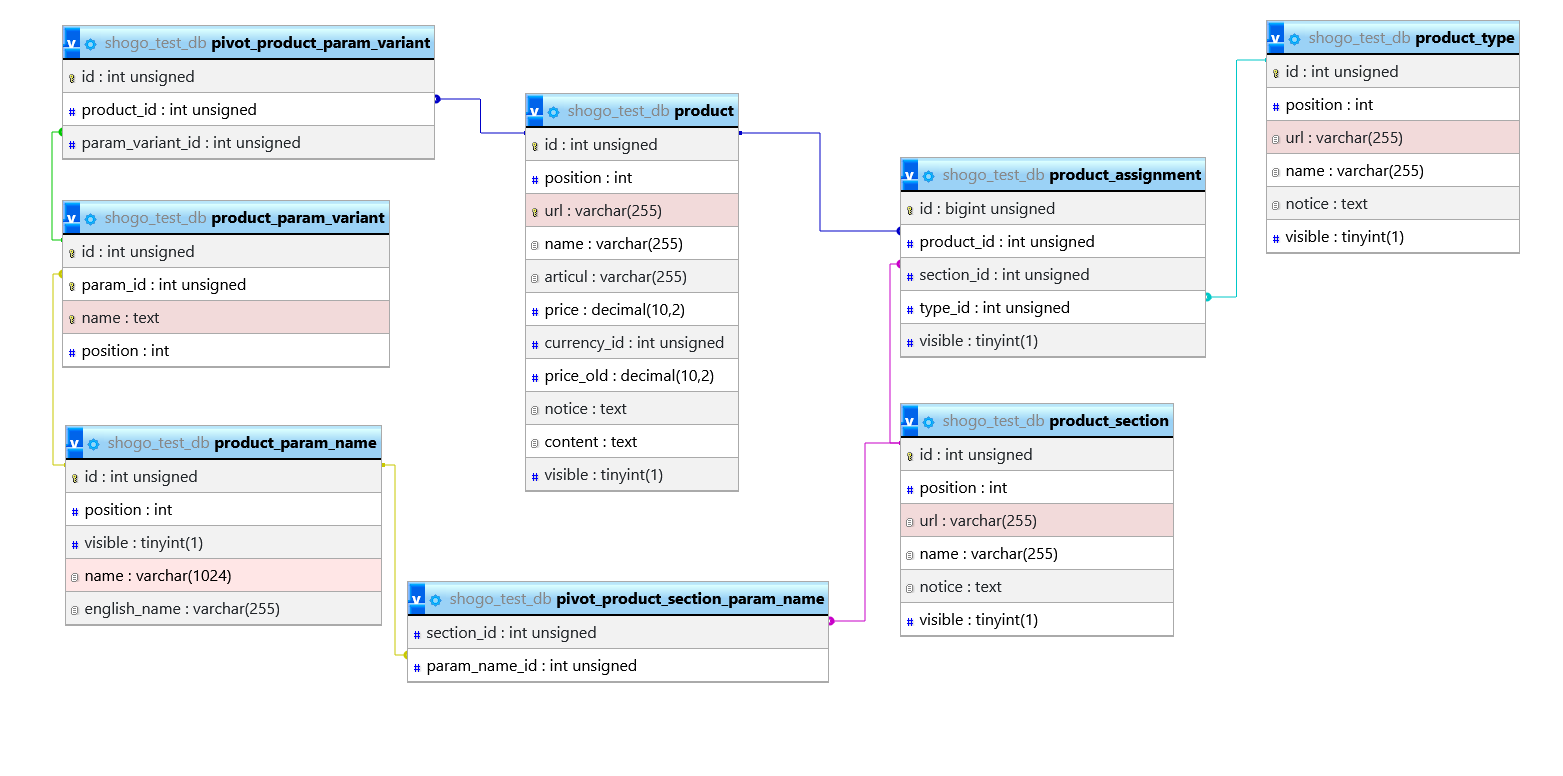 v shogo_test_db pivot_product_param_variant
id : int unsigned
# product_id : int unsigned
# param_variant_id : int unsigned
v shogo_test_db product_param_variant
id : int unsigned
param_id : int unsigned
name : text
# position : int
v shogo_test_db product_param_name
id : int unsigned
# position : int
# visible : tinyint(1)
name : varchar(1024)
english_name : varchar(255)
v shogo_test_db product
id : int unsigned
# position : int
url : varchar(255)
name : varchar(255)
articul : varchar(255)
# price : decimal(10,2)
# currency_id : int unsigned
# price_old : decimal(10,2)
notice : text
content : text
# visible : tinyint(1)
v shogo_test_db pivot_product_section_param_name
# section_id : int unsigned
# param_name_id : int unsigned
v shogo_test_db product_assignment
id : bigint unsigned
# product_id : int unsigned
# section_id : int unsigned
# type_id : int unsigned
# visible : tinyint(1)
v shogo_test_db product_section
id : int unsigned
# position : int
url : varchar(255)
name : varchar(255)
notice : text
# visible : tinyint(1)
v shogo_test_db product_type
id : int unsigned
# position : int
url : varchar(255)
name : varchar(255)
notice : text
# visible : tinyint(1)